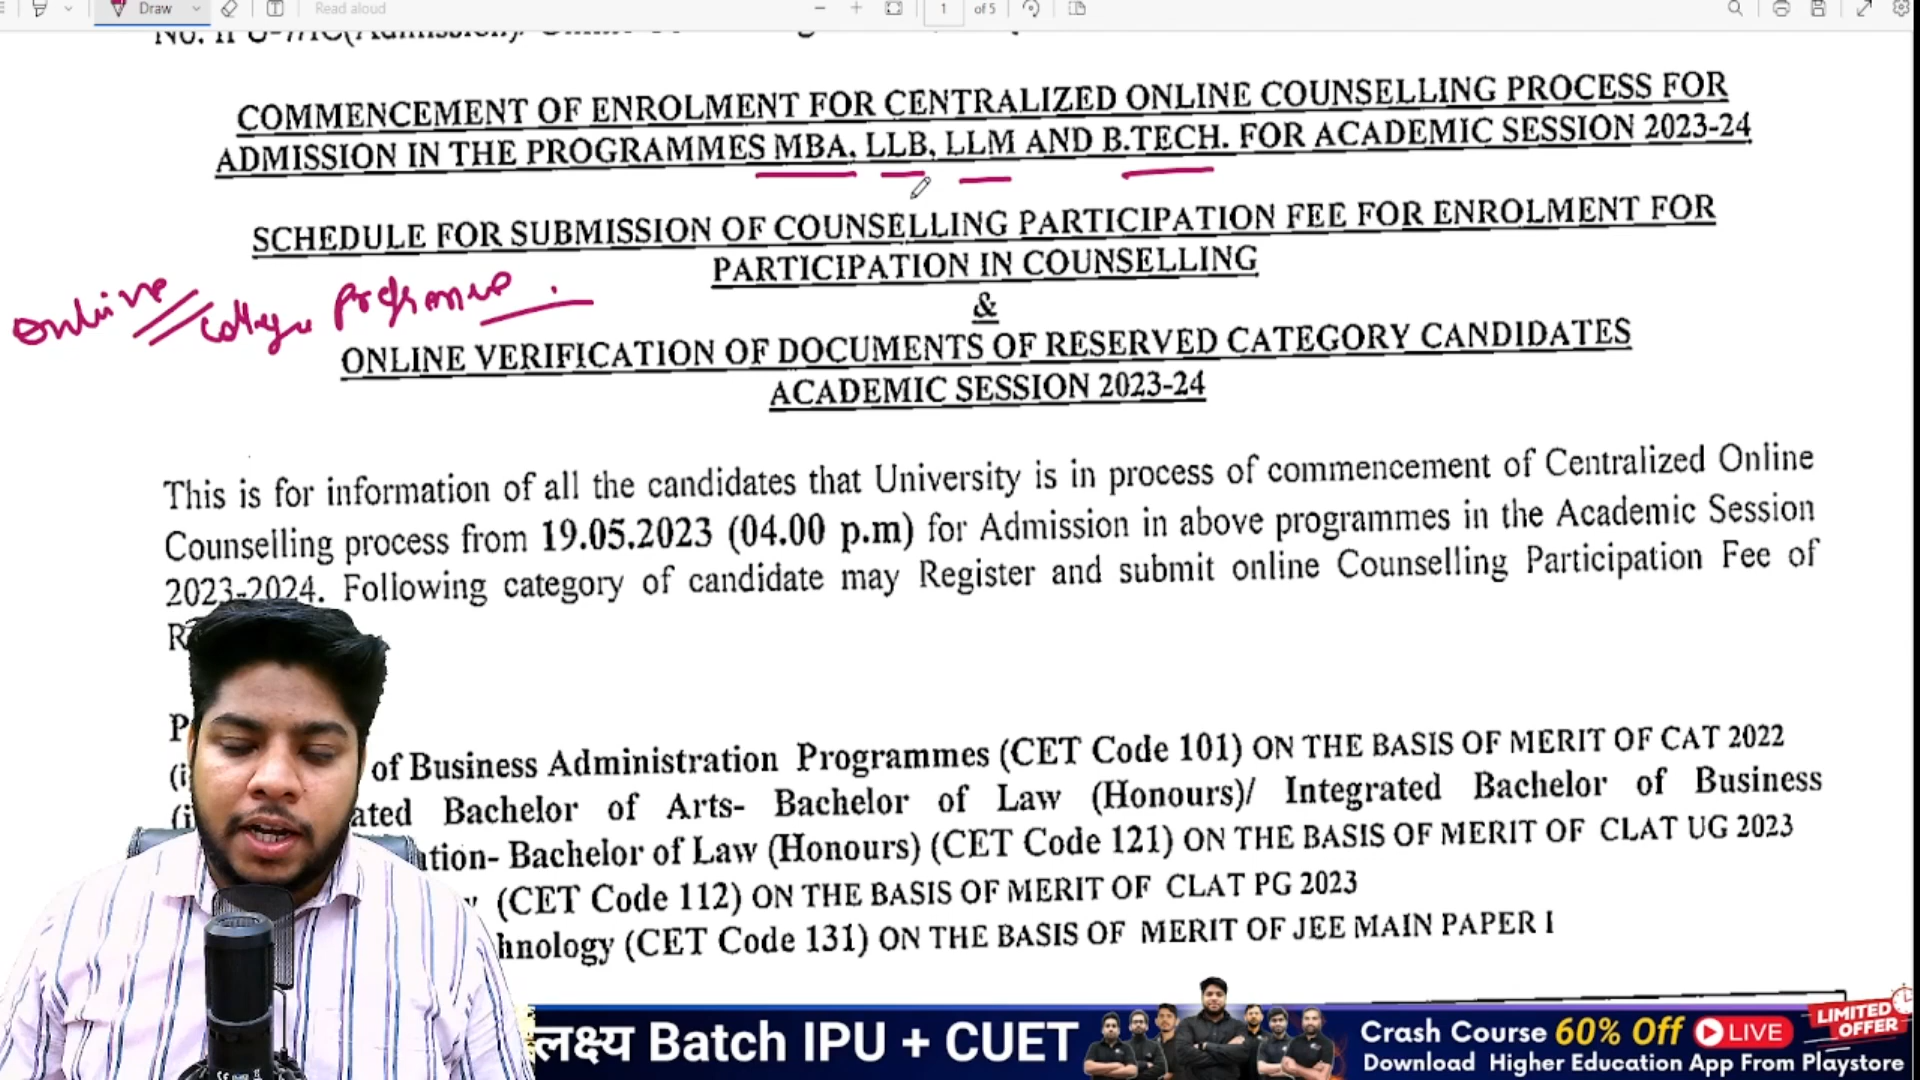 Draw
Read aloud
1 of 5
COMMENCEMENT OF ENROLMENT FOR CENTRALIZED ONLINE COUNSELLING PROCESS FOR
ADMISSION IN THE PROGRAMMES MBA, LLB, LLM AND B.TECH. FOR ACADEMIC SESSION 2023-24
SCHEDULE FOR SUBMISSION OF COUNSELLING PARTICIPATION FEE FOR ENROLMENT FOR
PARTICIPATION IN COUNSELLING
Online college programme.
&
ONLINE VERIFICATION OF DOCUMENTS OF RESERVED CATEGORY CANDIDATES
ACADEMIC SESSION 2023-24
This is for information of all the candidates that University is in process of commencement of Centralized Online
Counselling process from 19.05.2023 (04.00 p.m) for Admission in above programmes in the Academic Session
2023-2024. Following category of candidate may Register and submit online Counselling Participation Fee of
of Business Administration Programmes (CET Code 101) ON THE BASIS OF MERIT OF CAT 2022
ated Bachelor of Arts- Bachelor of Law (Honours)/ Integrated Bachelor of Business
tion- Bachelor of Law (Honours) (CET Code 121) ON THE BASIS OF MERIT OF CLAT UG 2023
(CET Code 112) ON THE BASIS OF MERIT OF CLAT PG 2023
hnology (CET Code 131) ON THE BASIS OF MERIT OF JEE MAIN PAPER I
लक्ष्य Batch IPU + CUET
Crash Course 60% Off LIVE
LIMITED OFFER
Download Higher Education App From Playstore